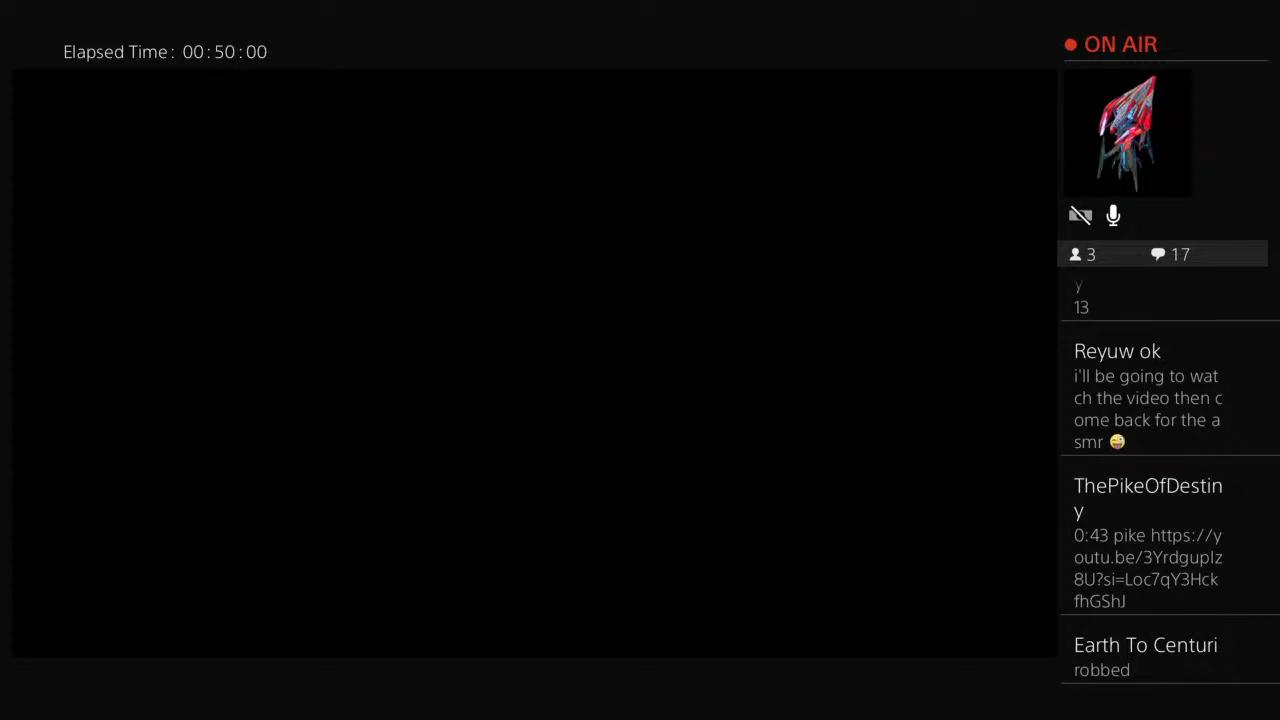 Elapsed Time: 00:50:00
ON AIR
3 17
y
13
Reyuw ok
i'll be going to wat
ch the video then c
ome back for the a
smr 😜
ThePikeOfDestin
y
0:43 pike https://y
outu.be/3YrdgupIz
8U?si=Loc7qY3Hck
fhGShJ
Earth To Centuri
robbed